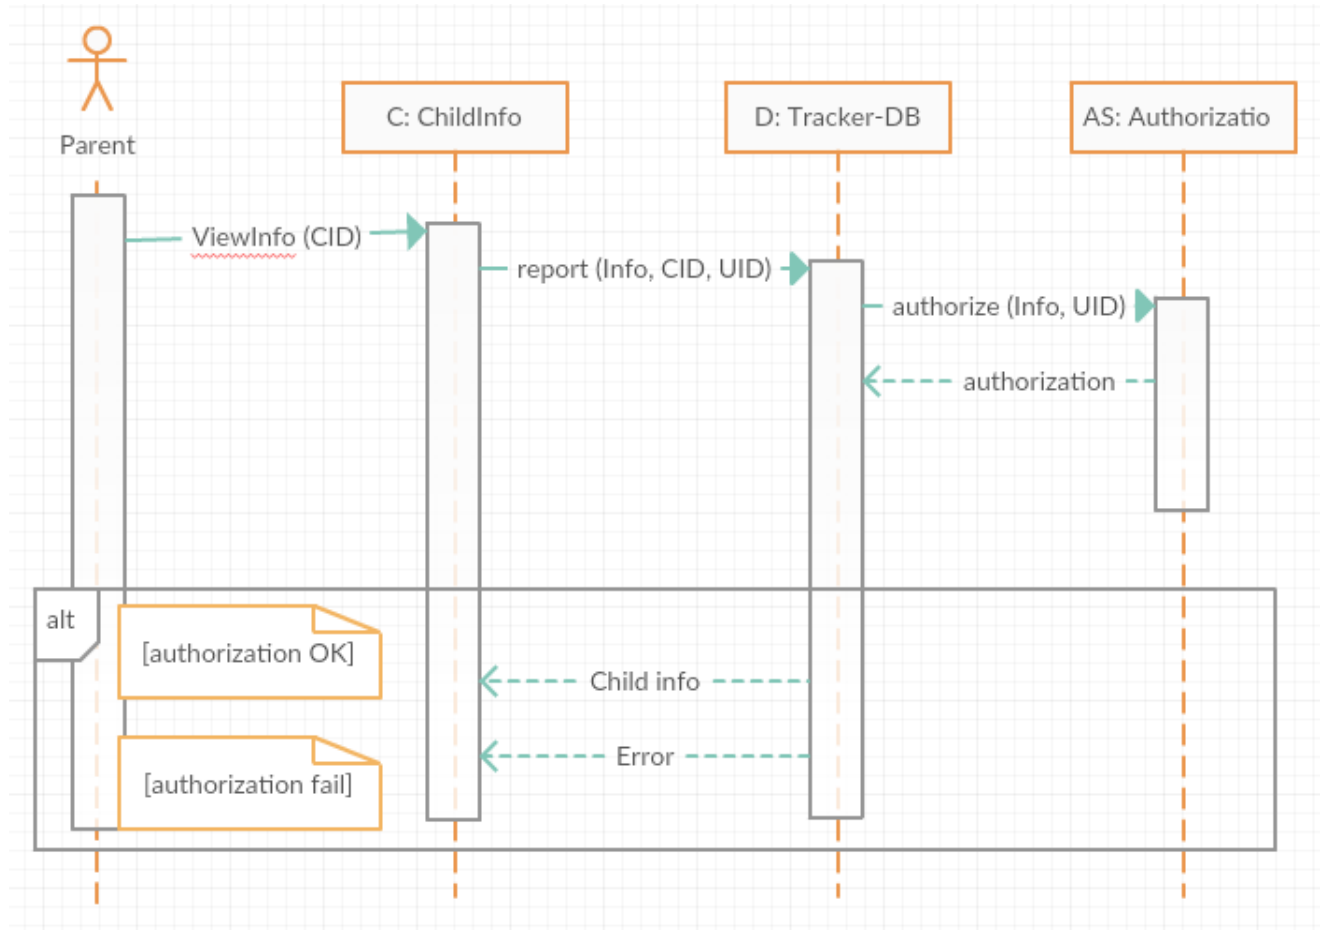 Parent
C: ChildInfo
D: Tracker-DB
AS: Authorizatio
ViewInfo (CID)
report (Info, CID, UID)
authorize (Info, UID)
authorization
alt
[authorization OK]
Child info
Error
[authorization fail]